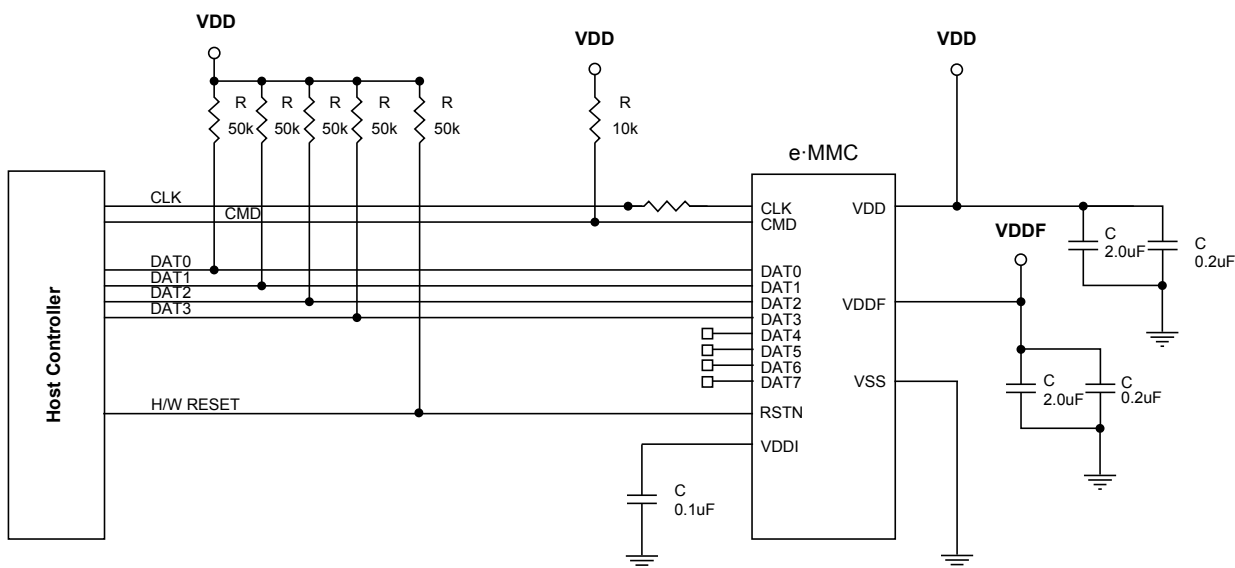 VDD
VDD
VDD
R
50k
R
50k
R
50k
R
50k
R
50k
R
10k
e·MMC
Host Controller
CLK
CMD
DAT0
DAT1
DAT2
DAT3
H/W RESET
CLK
CMD
DAT0
DAT1
DAT2
DAT3
DAT4
DAT5
DAT6
DAT7
RSTN
VDDI
VDD
VDDF
VSS
C
0.1uF
VDDF
C
2.0uF
C
0.2uF
C
2.0uF
C
0.2uF